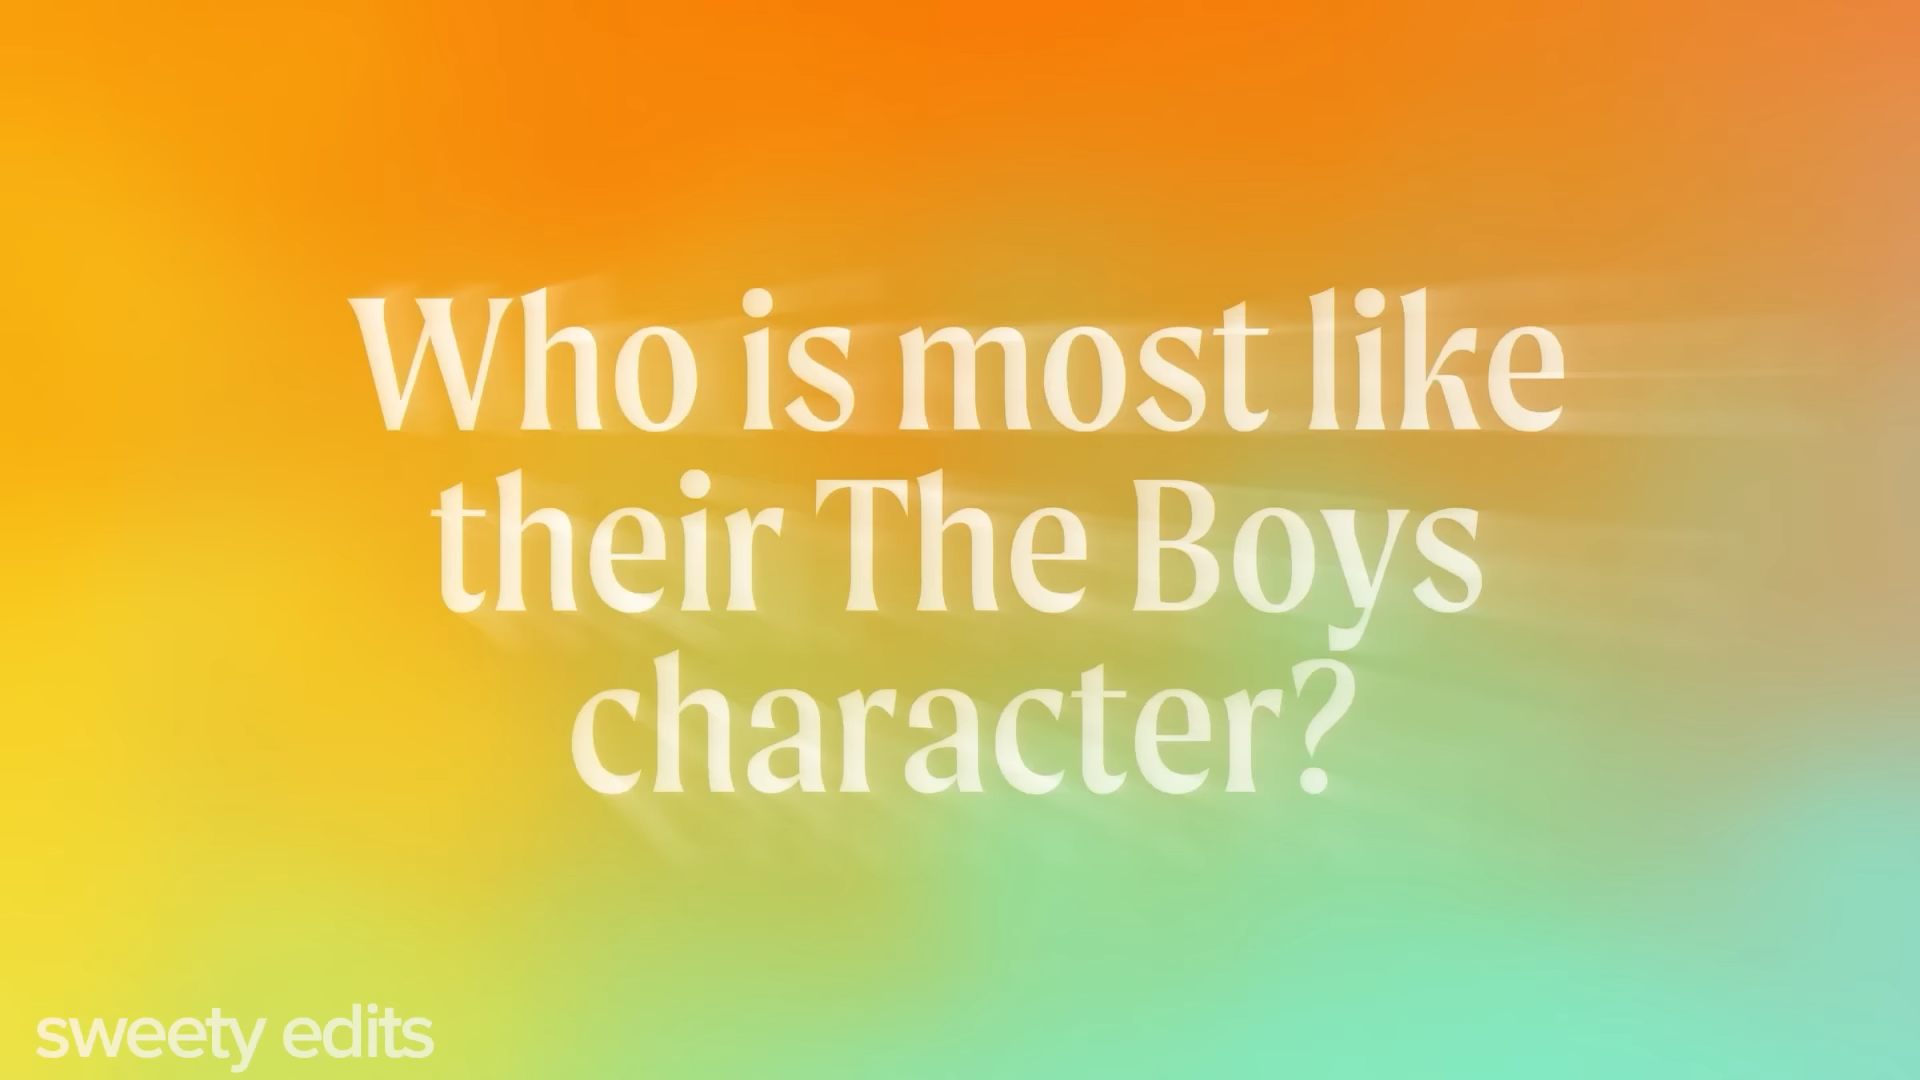 Who is most like
their The Boys
character?
sweety edits